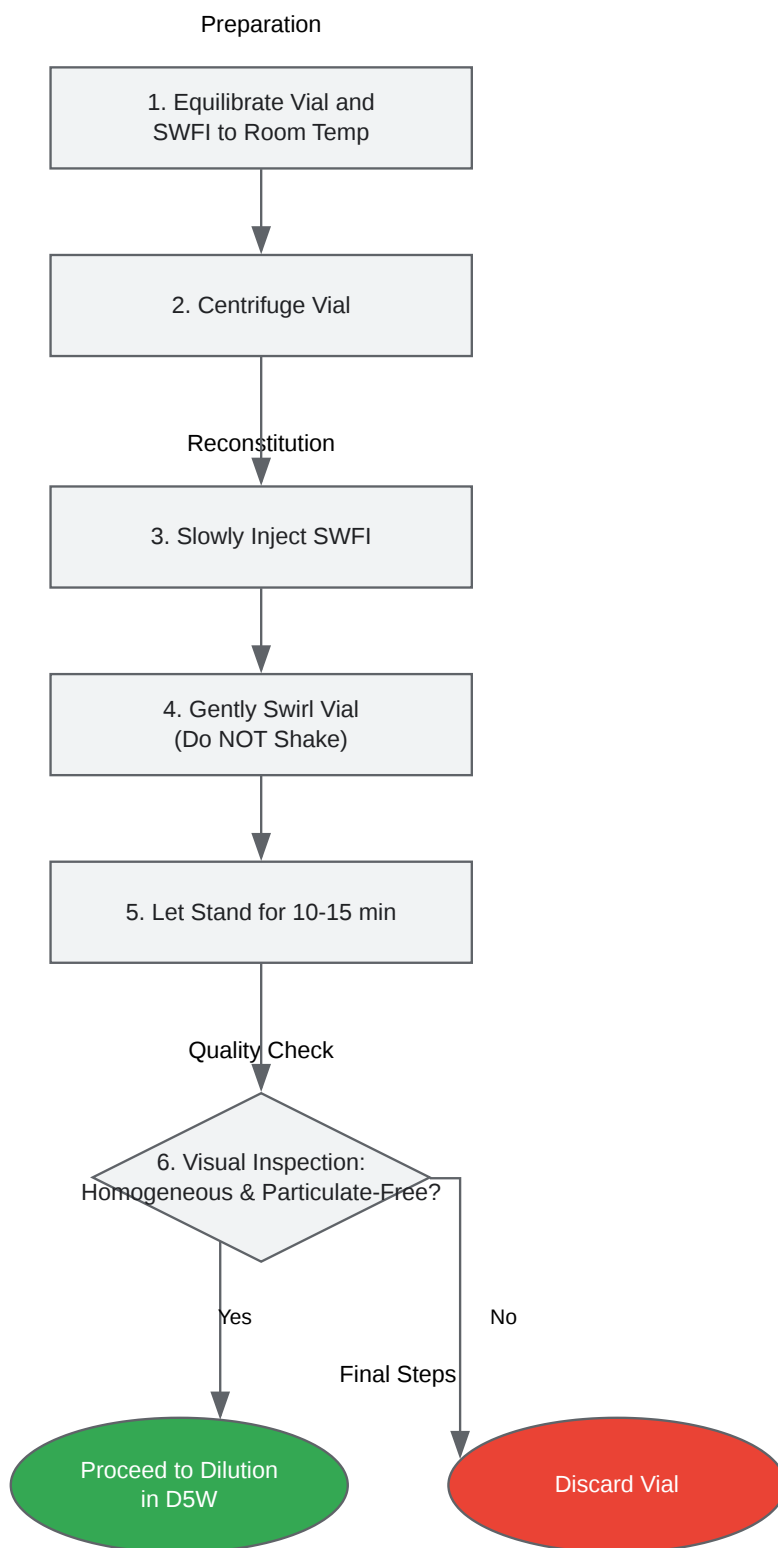 Preparation
1. Equilibrate Vial and
SWFI to Room Temp
2. Centrifuge Vial
Reconstitution
3. Slowly Inject SWFI
4. Gently Swirl Vial
(Do NOT Shake)
5. Let Stand for 10-15 min
Quality Check
6. Visual Inspection:
Homogeneous & Particulate-Free?
Yes
No
Final Steps
Proceed to Dilution
in D5W
Discard Vial